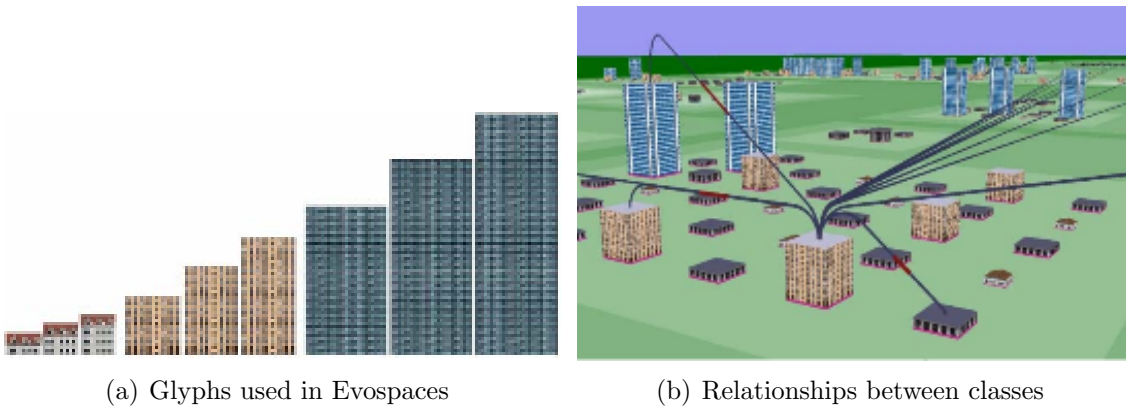 (a) Glyphs used in Evospaces
(b) Relationships between classes